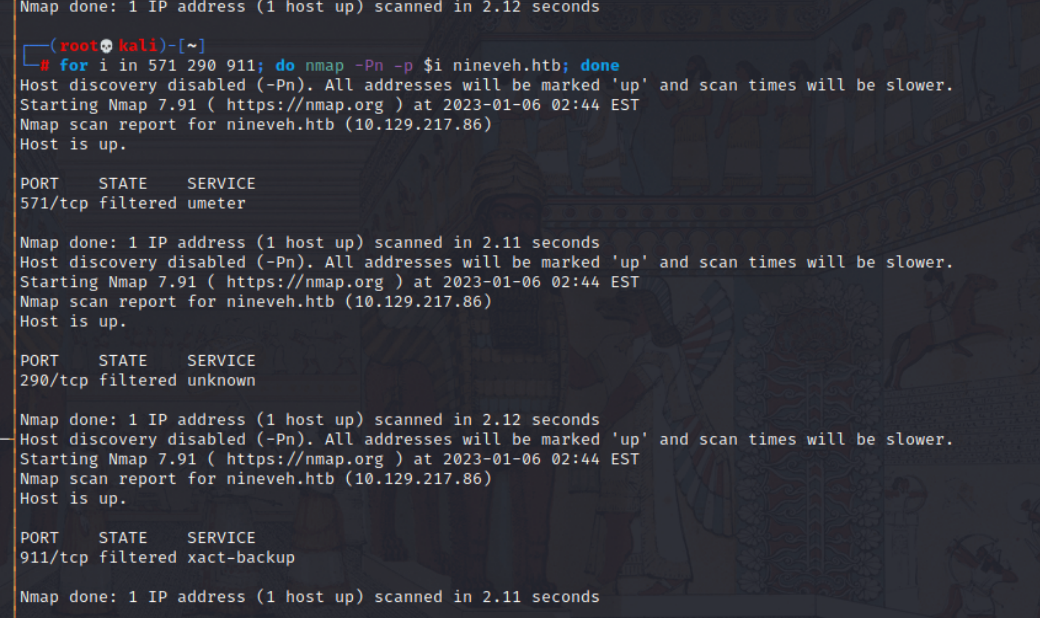 Nmap done: 1 IP address (1 host up) scanned in 2.12 seconds
┌──(root💀kali)-[~]
└─# for i in 571 290 911; do nmap -Pn -p $i nineveh.htb; done
Host discovery disabled (-Pn). All addresses will be marked 'up' and scan times will be slower.
Starting Nmap 7.91 ( https://nmap.org ) at 2023-01-06 02:44 EST
Nmap scan report for nineveh.htb (10.129.217.86)
Host is up.
PORT    STATE    SERVICE
571/tcp filtered umeter
Nmap done: 1 IP address (1 host up) scanned in 2.11 seconds
Host discovery disabled (-Pn). All addresses will be marked 'up' and scan times will be slower.
Starting Nmap 7.91 ( https://nmap.org ) at 2023-01-06 02:44 EST
Nmap scan report for nineveh.htb (10.129.217.86)
Host is up.
PORT    STATE    SERVICE
290/tcp filtered unknown
Nmap done: 1 IP address (1 host up) scanned in 2.12 seconds
Host discovery disabled (-Pn). All addresses will be marked 'up' and scan times will be slower.
Starting Nmap 7.91 ( https://nmap.org ) at 2023-01-06 02:44 EST
Nmap scan report for nineveh.htb (10.129.217.86)
Host is up.
PORT    STATE    SERVICE
911/tcp filtered xact-backup
Nmap done: 1 IP address (1 host up) scanned in 2.11 seconds